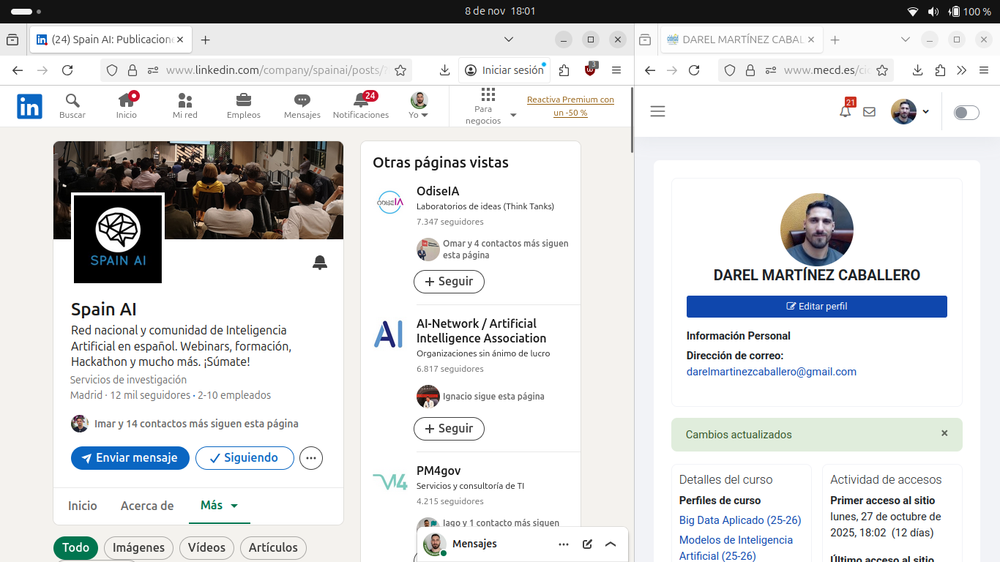 8 de nov 18:01
100 %
(24) Spain AI: Publicacione
DAREL MARTÍNEZ CABAL
www.linkedin.com/company/spainai/posts/?
Iniciar sesión
3
www.mecd.es/ci
Buscar
Inicio
Mi red
Empleos
Mensajes
24
Notificaciones
Yo
Para
negocios
Reactiva Premium con
un -50 %
SPAIN AI
Spain AI
Red nacional y comunidad de Inteligencia
Artificial en español. Webinars, formación,
Hackathon y mucho más. ¡Súmate!
Servicios de investigación
Madrid · 12 mil seguidores · 2-10 empleados
Imar y 14 contactos más siguen esta página
Enviar mensaje
Siguiendo
Inicio
Acerca de
Más
Todo
Imágenes
Vídeos
Artículos
Otras páginas vistas
ODISEIA
OdiseIA
Laboratorios de ideas (Think Tanks)
7.347 seguidores
Omar y 4 contactos más siguen
esta página
Seguir
AI
AI-Network / Artificial
Intelligence Association
Organizaciones sin ánimo de lucro
6.817 seguidores
Ignacio sigue esta página
Seguir
PM4gov
Servicios y consultoría de TI
4.215 seguidores
Iago y 1 contacto más siguen
Mensajes
21
DAREL MARTÍNEZ CABALLERO
Editar perfil
Información Personal
Dirección de correo:
darelmartinezcaballero@gmail.com
Cambios actualizados
×
Detalles del curso
Perfiles de curso
Big Data Aplicado (25-26)
Modelos de Inteligencia
Artificial (25-26)
Actividad de accesos
Primer acceso al sitio
lunes, 27 de octubre de
2025, 18:02 (12 días)
Último acceso al sitio